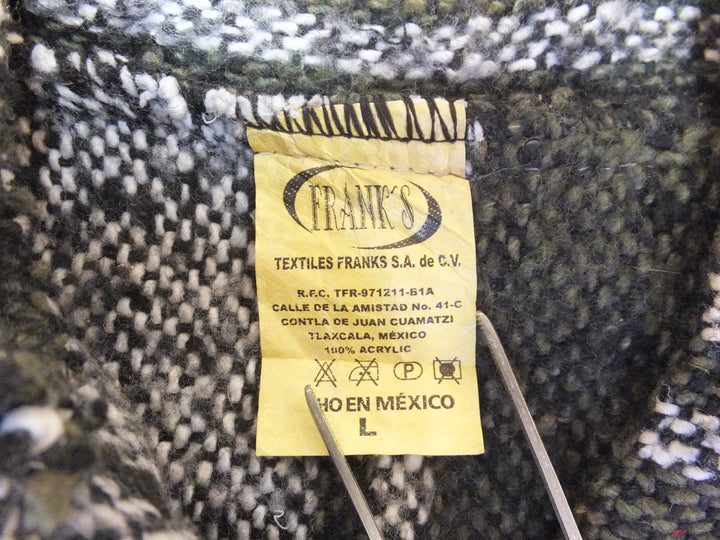 FRANK'S
TEXTILES FRANKS S.A. de C.V.
R.F.C. TFR-971211-B1A
CALLE DE LA AMISTAD No. 41-C
CONTLA DE JUAN CUAMATZI
TLAXCALA, MÉXICO
100% ACRYLIC
P
HO EN MÉXICO
L